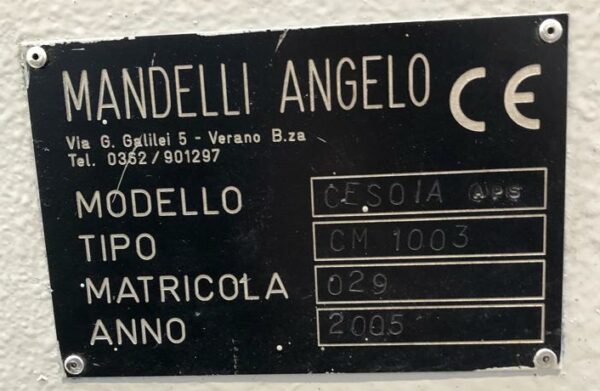 MANDELLI ANGELO CE
Via G. Galilei 5 - Verano B.za
Tel. 0362/901297
MODELLO CESOIA
TIPO CM 1003
MATRICOLA 029
ANNO 2005